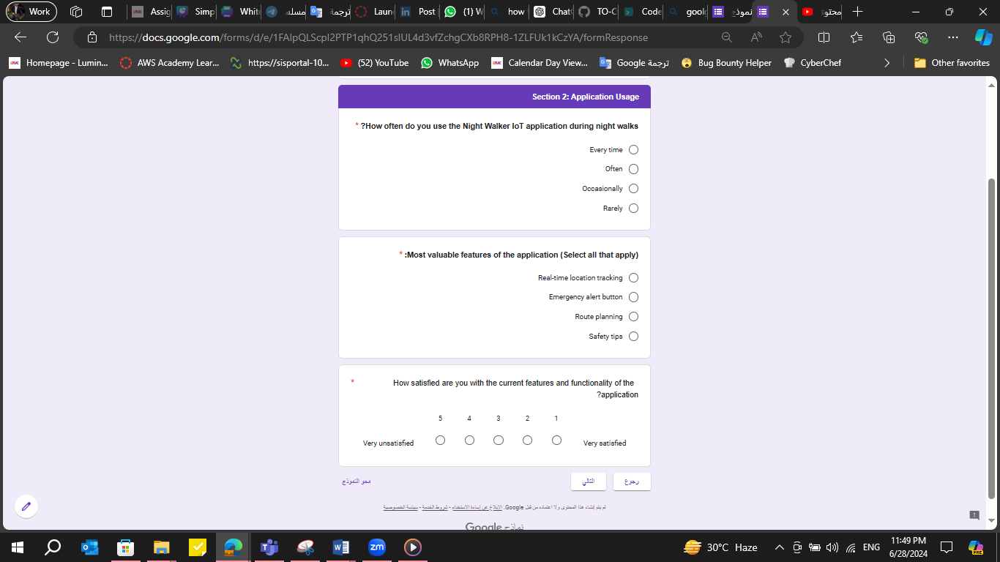 Work
Assig
Simp
White
مسله
ترجمة
Laun
Post
(1) W
how
Chat
TO-C
Code
goolg
نموذج
محتوى
https://docs.google.com/forms/d/e/1FAIpQLScpI2PTP1qhQ251sIUL4d3vfZchgCXb8RPH8-1ZLFUk1kCzYA/formResponse
Homepage - Lumin...
AWS Academy Lear...
https://sisportal-10...
(52) YouTube
WhatsApp
Calendar Day View...
ترجمة Google
Bug Bounty Helper
CyberChef
Other favorites
Section 2: Application Usage
* ?How often do you use the Night Walker IoT application during night walks
Every time
Often
Occasionally
Rarely
* :Most valuable features of the application (Select all that apply)
Real-time location tracking
Emergency alert button
Route planning
Safety tips
* How satisfied are you with the current features and functionality of the
?application
5 4 3 2 1
Very unsatisfied
Very satisfied
رجوع
التالي
محو النموذج
لم يتم إنشاء هذا المحتوى ولا اعتماده من قبل Google. الإبلاغ عن إساءة الاستخدام - شروط الخدمة - سياسة الخصوصية
نماذج Google
30°C Haze
ENG
11:49 PM
6/28/2024